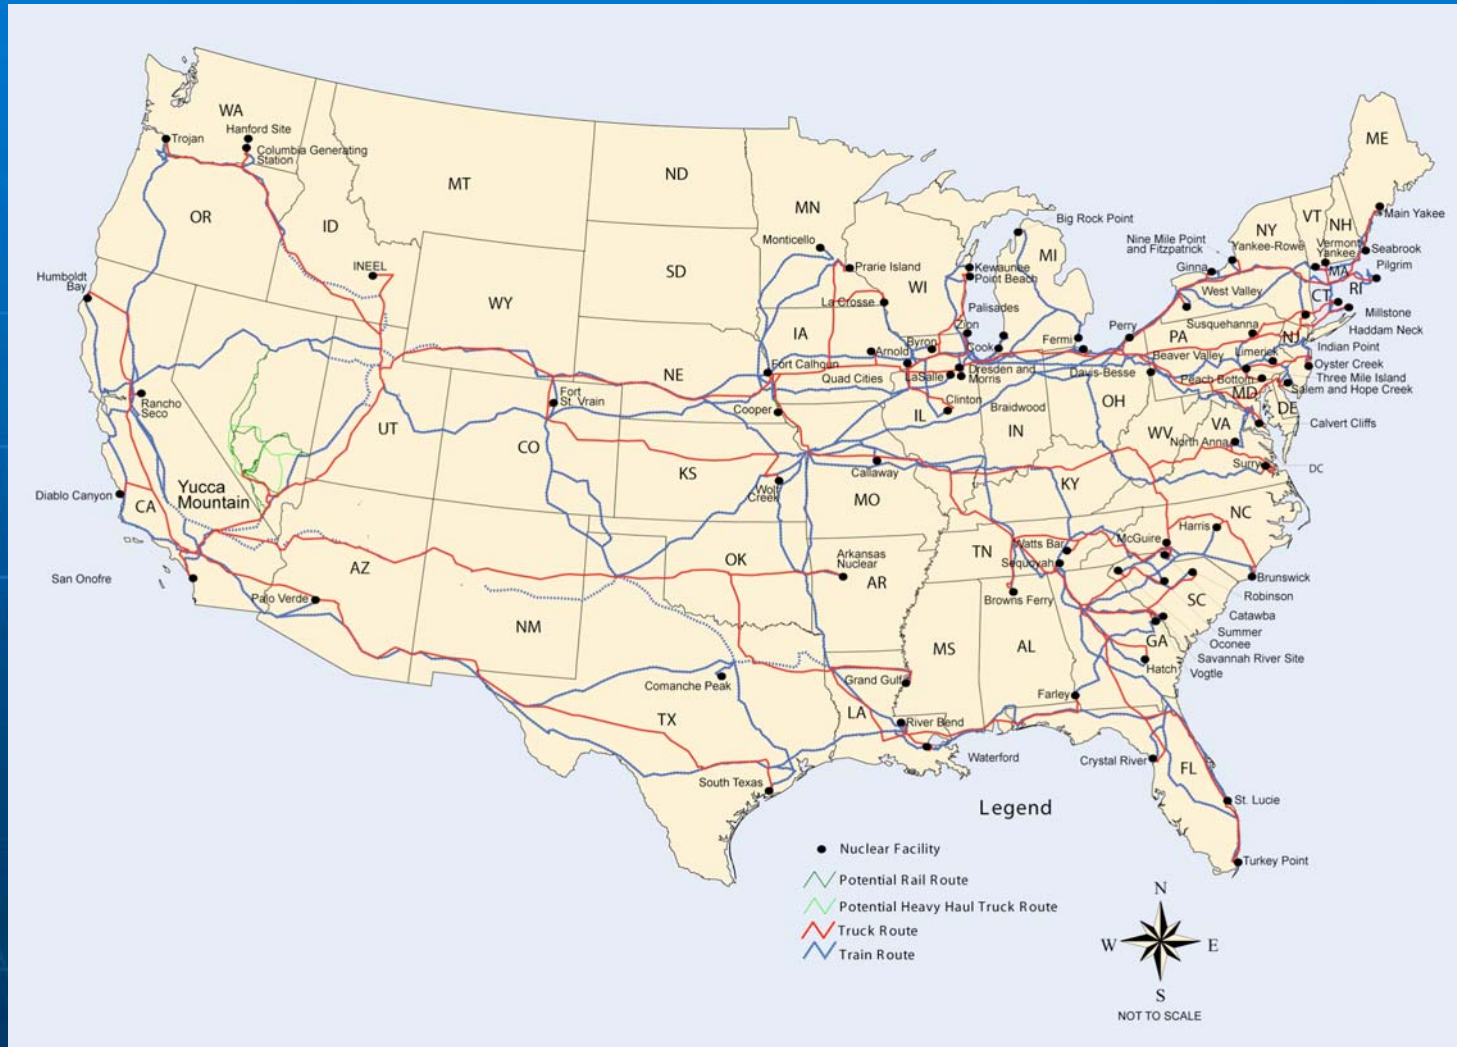 WA
Hanford Site
Trojan
Columbia Generating
Station
MT
ND
ME
OR
ID
MN
Big Rock Point
VT
NH
Main Yakee
Monticello
MI
NY
Nine Mile Point
and Fitzpatrick
Yankee-Rowe
Vermont
Yankee
Seabrook
INEEL
SD
Prarie Island
Kewaunee
Point Beach
Ginna
MA
Pilgrim
Humboldt
Bay
WY
La Crosse
WI
Palisades
West Valley
CT
RI
Millstone
IA
Zion
Perry
Susquehanna
Haddam Neck
Byron
Cook
Fermi
PA
NJ
Indian Point
Arnold
Beaver Valley
Limerick
Oyster Creek
Fort Calhoun
NE
Quad Cities
LaSalle
Dresden and
Morris
Davis-Besse
Peach Bottom
Three Mile Island
Salem and Hope Creek
Rancho
Seco
Fort
St. Vrain
Cooper
Clinton
Braidwood
OH
MD
DE
Calvert Cliffs
UT
CO
IL
IN
WV
VA
North Anna
KS
Callaway
Surry
DC
Diablo Canyon
CA
Yucca
Mountain
Wolf
Creek
MO
KY
NC
Harris
McGuire
Watts Bar
San Onofre
AZ
OK
Arkansas
Nuclear
TN
Sequoyah
Brunswick
Palo Verde
AR
Browns Ferry
SC
Robinson
Catawba
NM
MS
AL
GA
Summer
Oconee
Savannah River Site
Hatch
Vogtle
Comanche Peak
Grand Gulf
Farley
TX
LA
River Bend
Waterford
Crystal River
FL
South Texas
St. Lucie
Turkey Point
Legend
Nuclear Facility
Potential Rail Route
Potential Heavy Haul Truck Route
Truck Route
Train Route
N
W
E
S
NOT TO SCALE